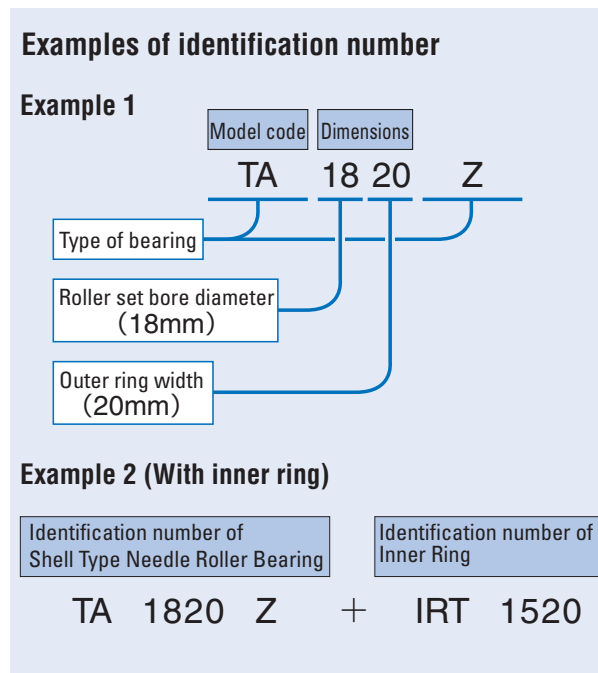 Examples of identification number
Example 1
Model code Dimensions
TA 18 20 Z
Type of bearing
Roller set bore diameter
（18mm）
Outer ring width
（20mm）
Example 2 (With inner ring)
Identification number of
Shell Type Needle Roller Bearing
Identification number of
Inner Ring
TA 1820 Z ＋ IRT 1520